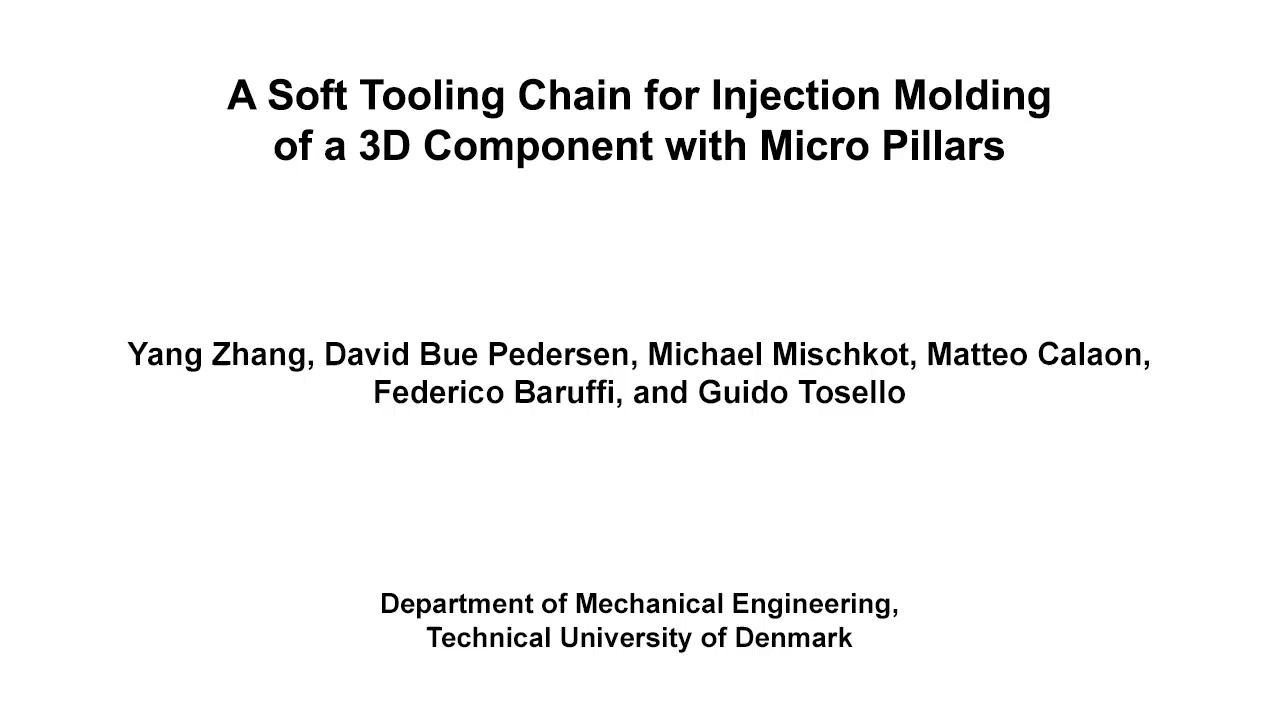 A Soft Tooling Chain for Injection Molding
of a 3D Component with Micro Pillars
Yang Zhang, David Bue Pedersen, Michael Mischkot, Matteo Calaon,
Federico Baruffi, and Guido Tosello
Department of Mechanical Engineering,
Technical University of Denmark